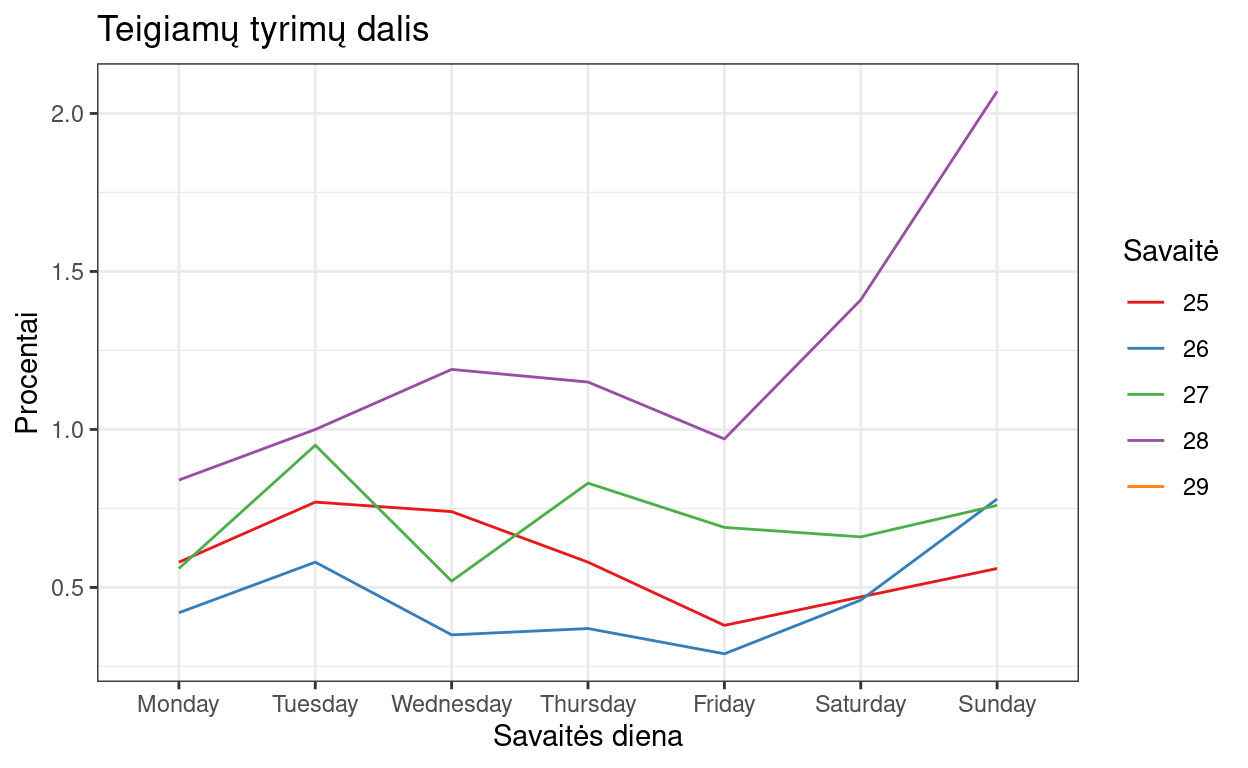 Teigiamų tyrimų dalis
Procentai
2.0
1.5
1.0
0.5
Monday Tuesday Wednesday Thursday Friday Saturday Sunday
Savaitės diena
Savaitė
25
26
27
28
29